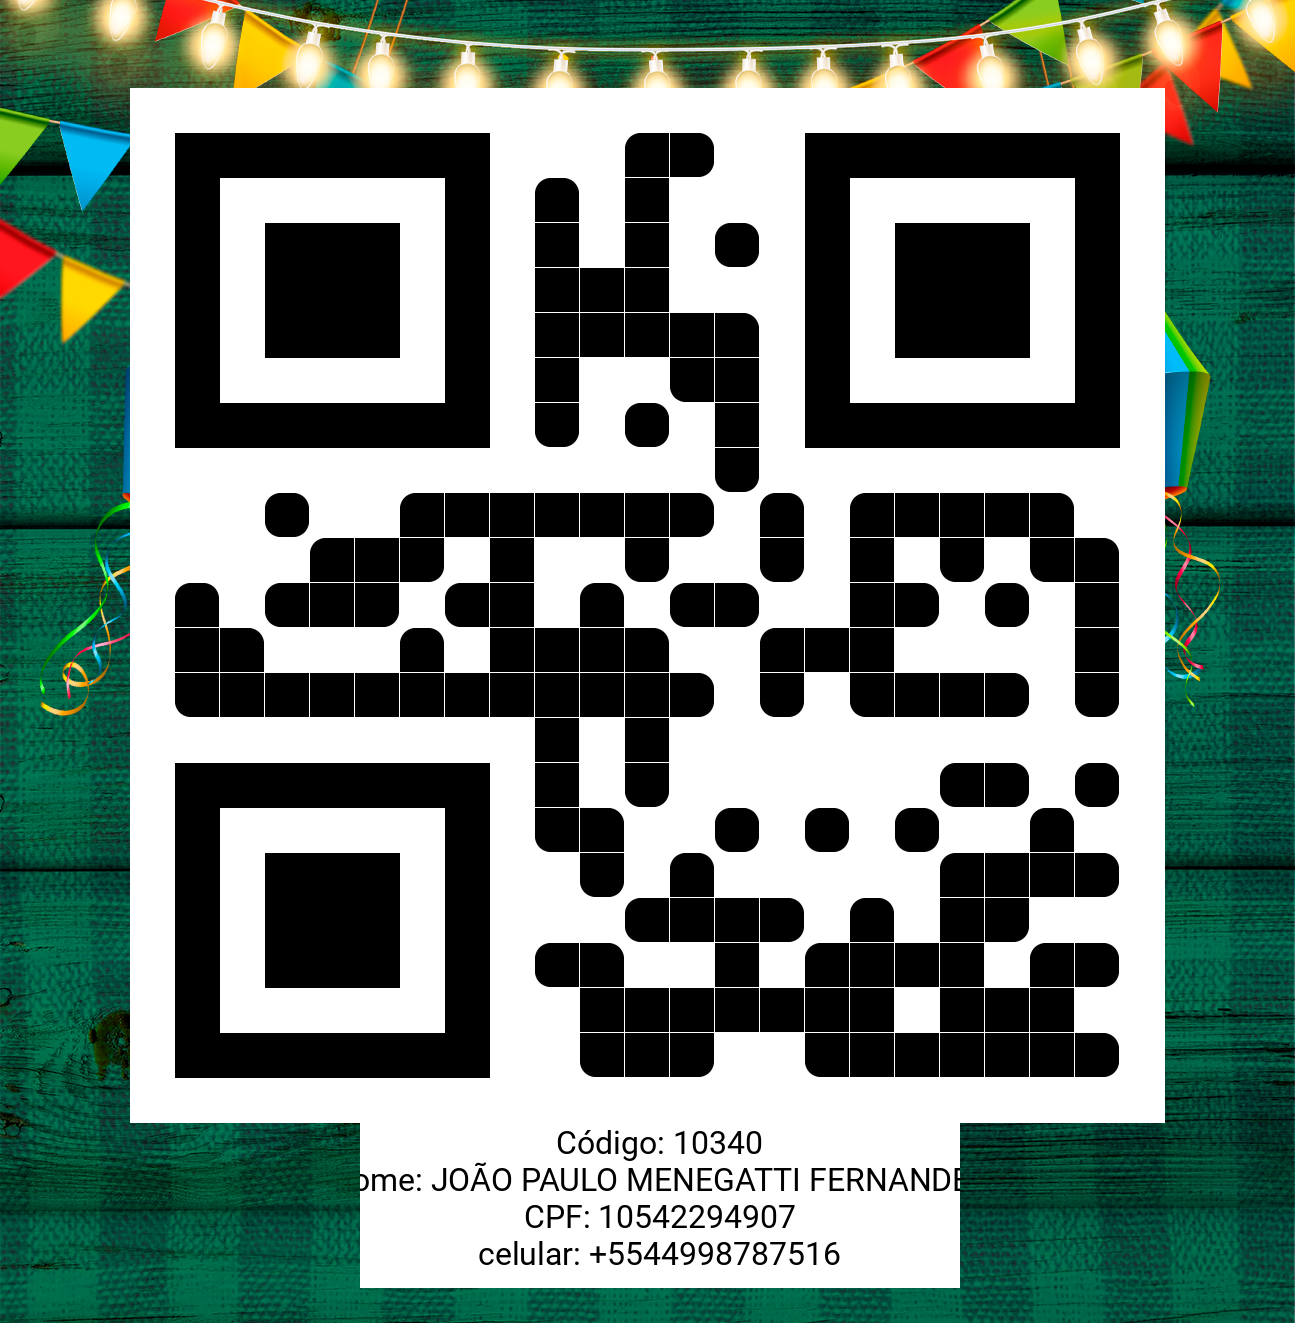 Código: 10340
ome: JOÃO PAULO MENEGATTI FERNANDE
CPF: 10542294907
celular: +5544998787516